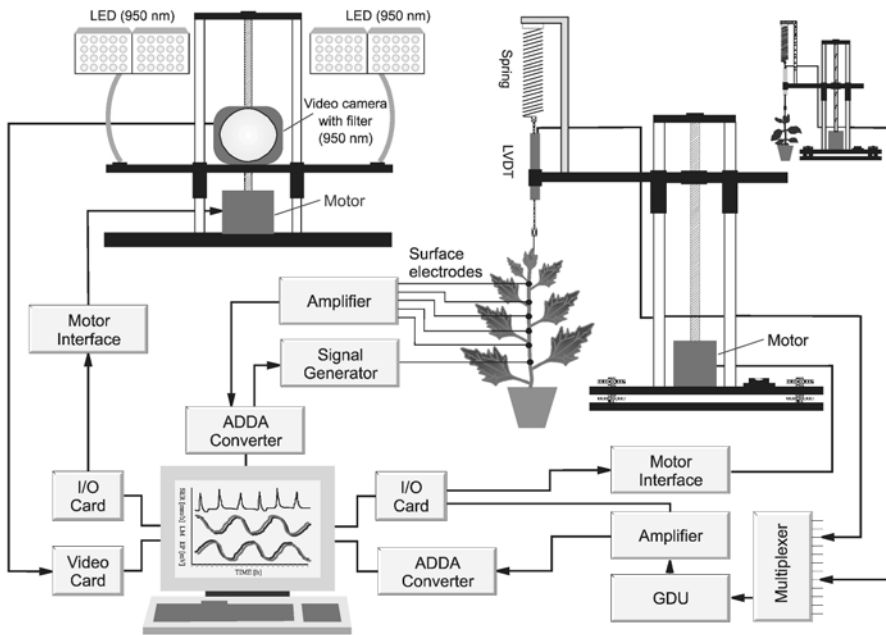 LED (950 nm)
LED (950 nm)
Video camera
with filter
(950 nm)
Motor
Spring
LVDT
Surface
electrodes
Amplifier
Motor
Interface
Signal
Generator
Motor
ADDA
Converter
I/O
Card
I/O
Card
Motor
Interface
Video
Card
TIME [h]
ADDA
Converter
Amplifier
GDU
Multiplexer